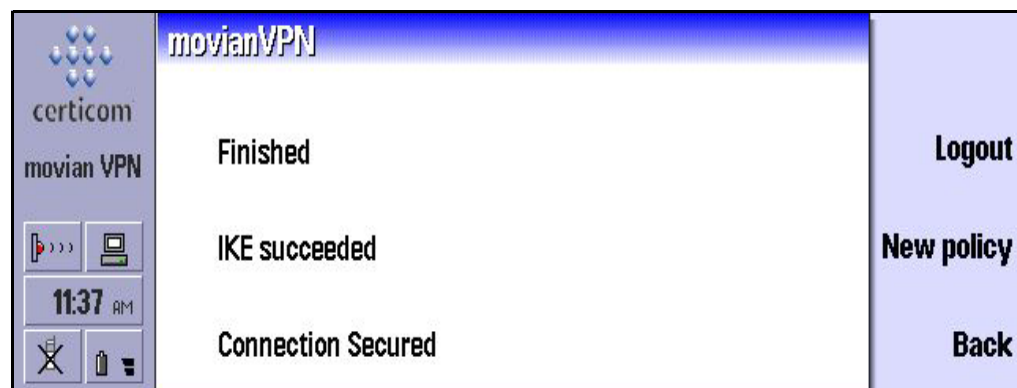 certicom
movian VPN
11:37 AM
movianVPN
Finished
IKE succeeded
Connection Secured
Logout
New policy
Back